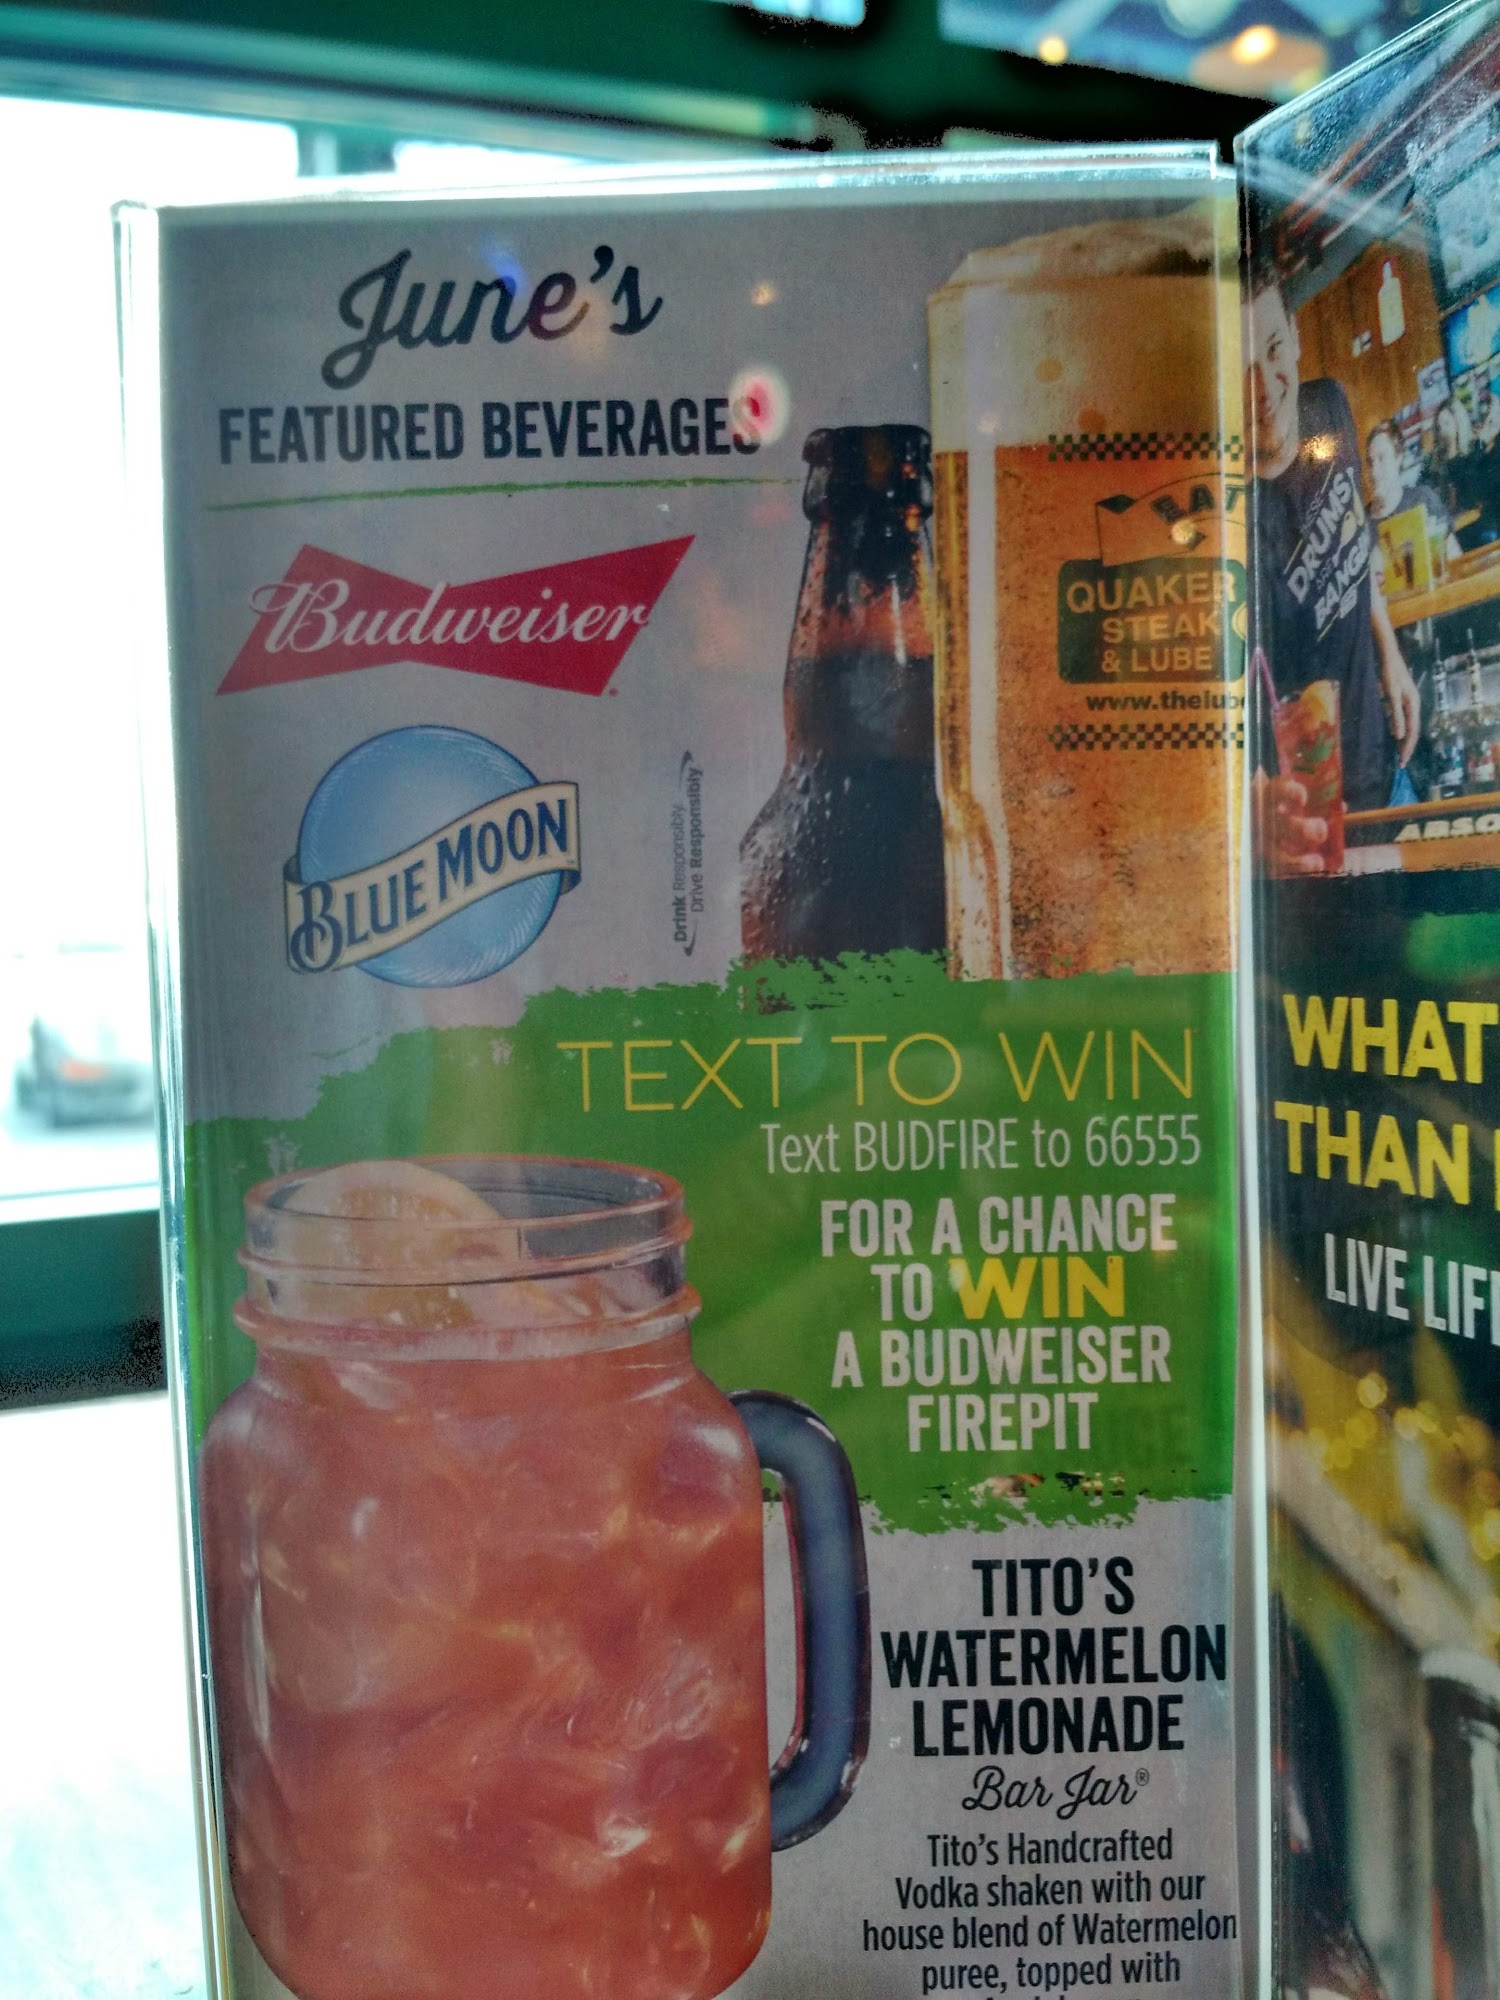 June's
FEATURED BEVERAGES
Budweiser
BLUE MOON
Drink Responsibly.
Drive Responsibly
EAT
QUAKER
STEAK
& LUBE
TEXT TO WIN
Text BUDFIRE to 66555
FOR A CHANCE
TO WIN
A BUDWEISER
FIREPIT
TITO'S
WATERMELON
LEMONADE
Bar Jar®
Tito's Handcrafted
Vodka shaken with our
house blend of Watermelon
puree, topped with
DRUMS
WHAT
THAN
LIVE